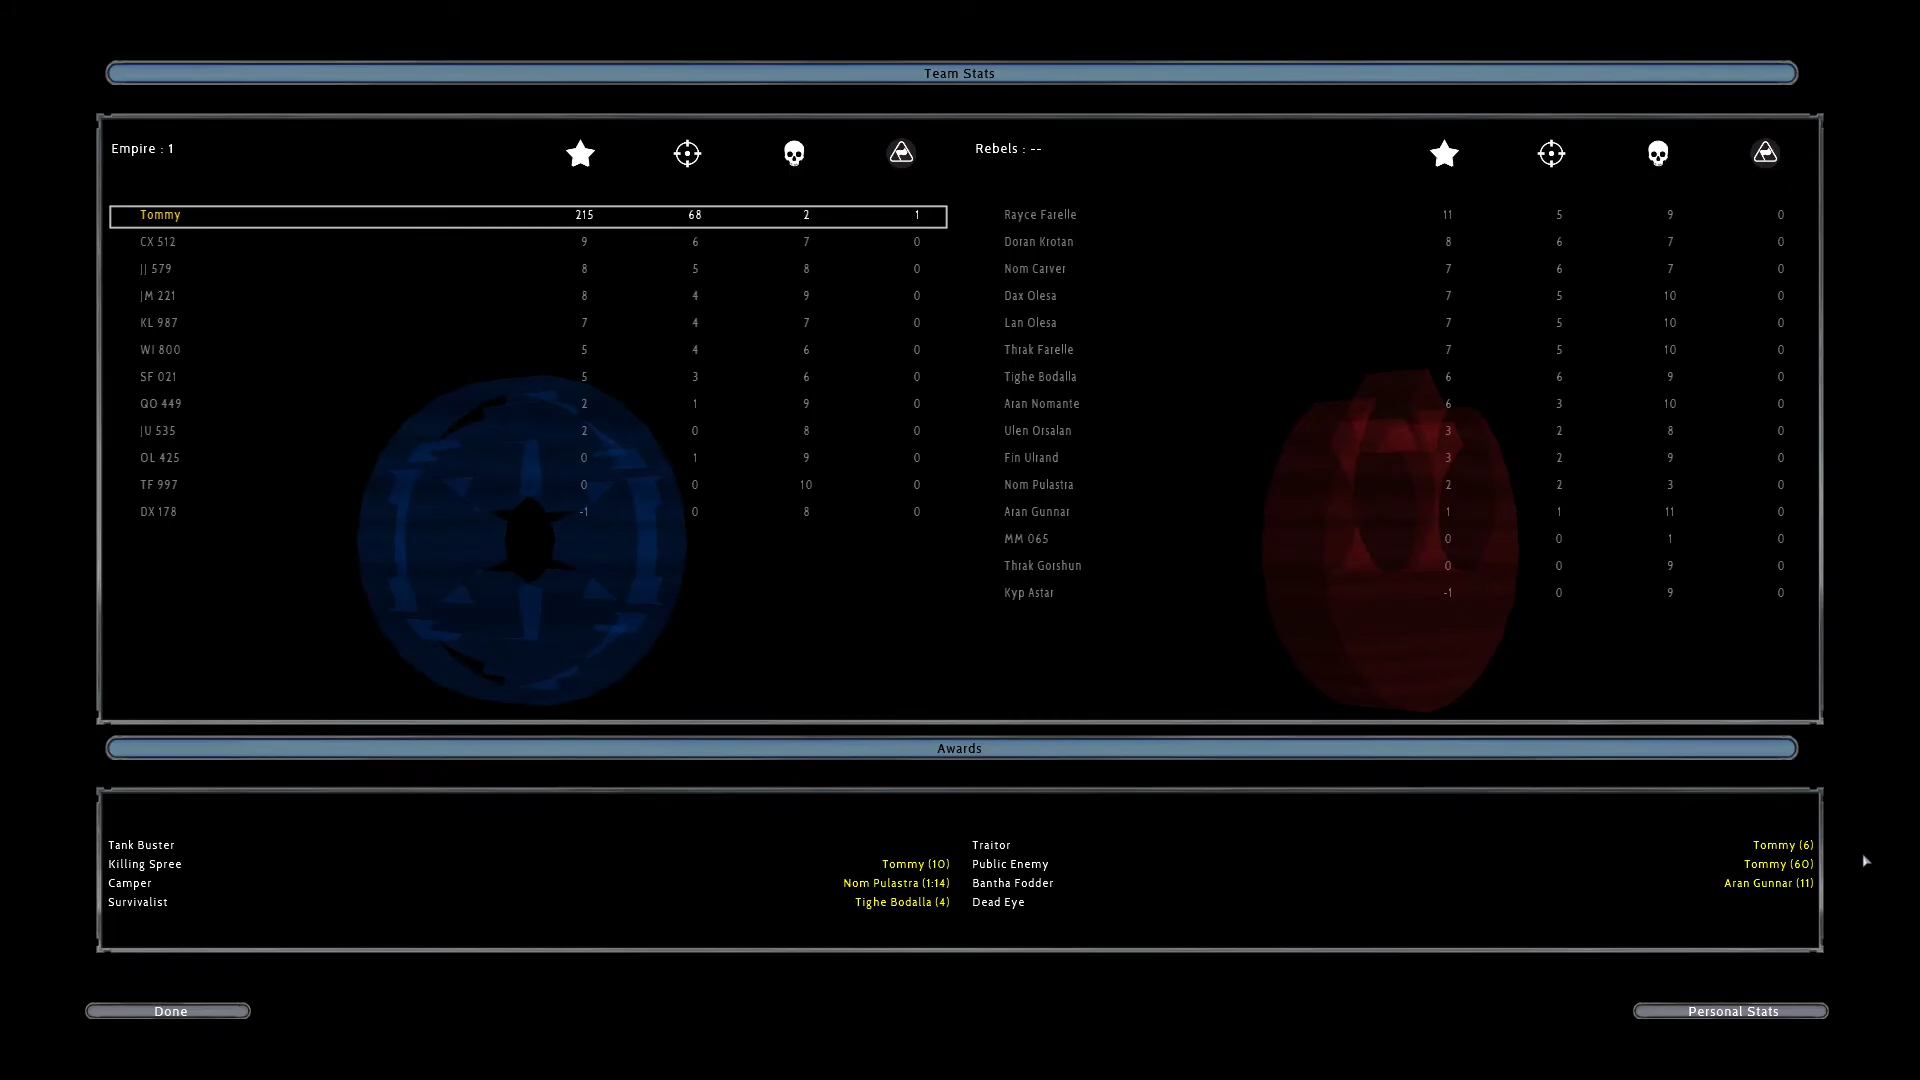 Team Stats
Empire : 1
Tommy 215 68 2 1
CX 512 9 6 7 0
JJ 579 8 5 8 0
JM 221 8 4 9 0
KL 987 7 4 7 0
WI 800 5 4 6 0
SF 021 5 3 6 0
QO 449 2 1 9 0
JU 535 2 0 8 0
OL 425 0 1 9 0
TF 997 0 0 10 0
DX 178 -1 0 8 0
Rebels : --
Rayce Farelle 11 5 9 0
Doran Krotan 8 6 7 0
Nom Carver 7 6 7 0
Dax Olesa 7 5 10 0
Lan Olesa 7 5 10 0
Thrak Farelle 7 5 10 0
Tighe Bodalla 6 6 9 0
Aran Nomante 6 3 10 0
Ulen Orsalan 3 2 8 0
Fin Ulrand 3 2 9 0
Nom Pulastra 2 2 3 0
Aran Gunnar 1 1 11 0
MM 065 0 0 1 0
Thrak Gorshun 0 0 9 0
Kyp Astar -1 0 9 0
Awards
Tank Buster
Killing Spree Tommy (10)
Camper Nom Pulastra (1:14)
Survivalist Tighe Bodalla (4)
Traitor Tommy (6)
Public Enemy Tommy (60)
Bantha Fodder Aran Gunnar (11)
Dead Eye
Done
Personal Stats